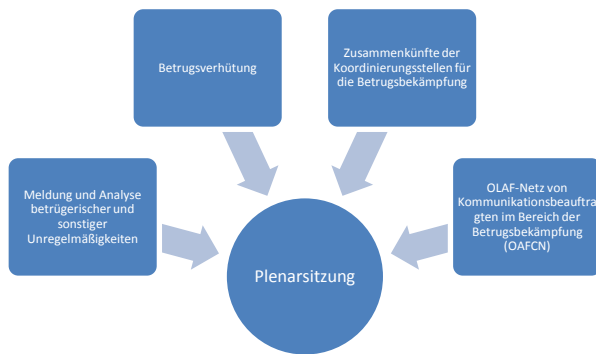 Betrugsverhütung
Zusammenkünfte der
Koordinierungsstellen für
die Betrugsbekämpfung
Meldung und Analyse
betrügerischer und
sonstiger
Unregelmäßigkeiten
OLAF-Netz von
Kommunikationsbeauftra
gten im Bereich der
Betrugsbekämpfung
(OAFCN)
Plenarsitzung